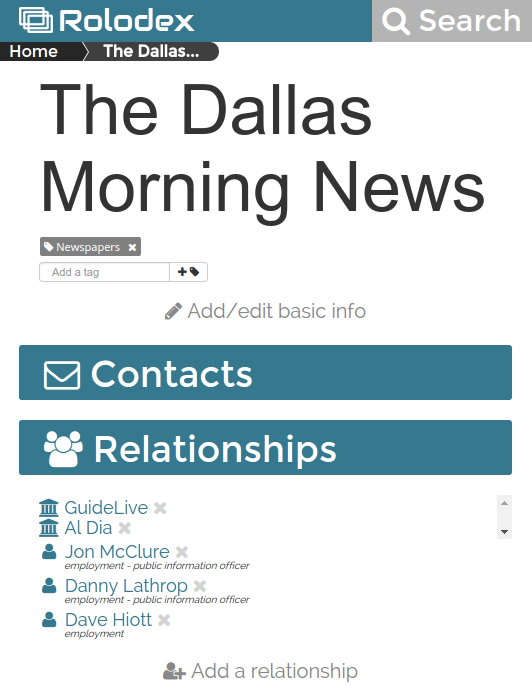 Rolodex
Search
Home
The Dallas...
The Dallas
Morning News
Newspapers
Add a tag
Add/edit basic info
Contacts
Relationships
GuideLive
Al Dia
Jon McClure
employment - public information officer
Danny Lathrop
employment - public information officer
Dave Hiott
employment
Add a relationship